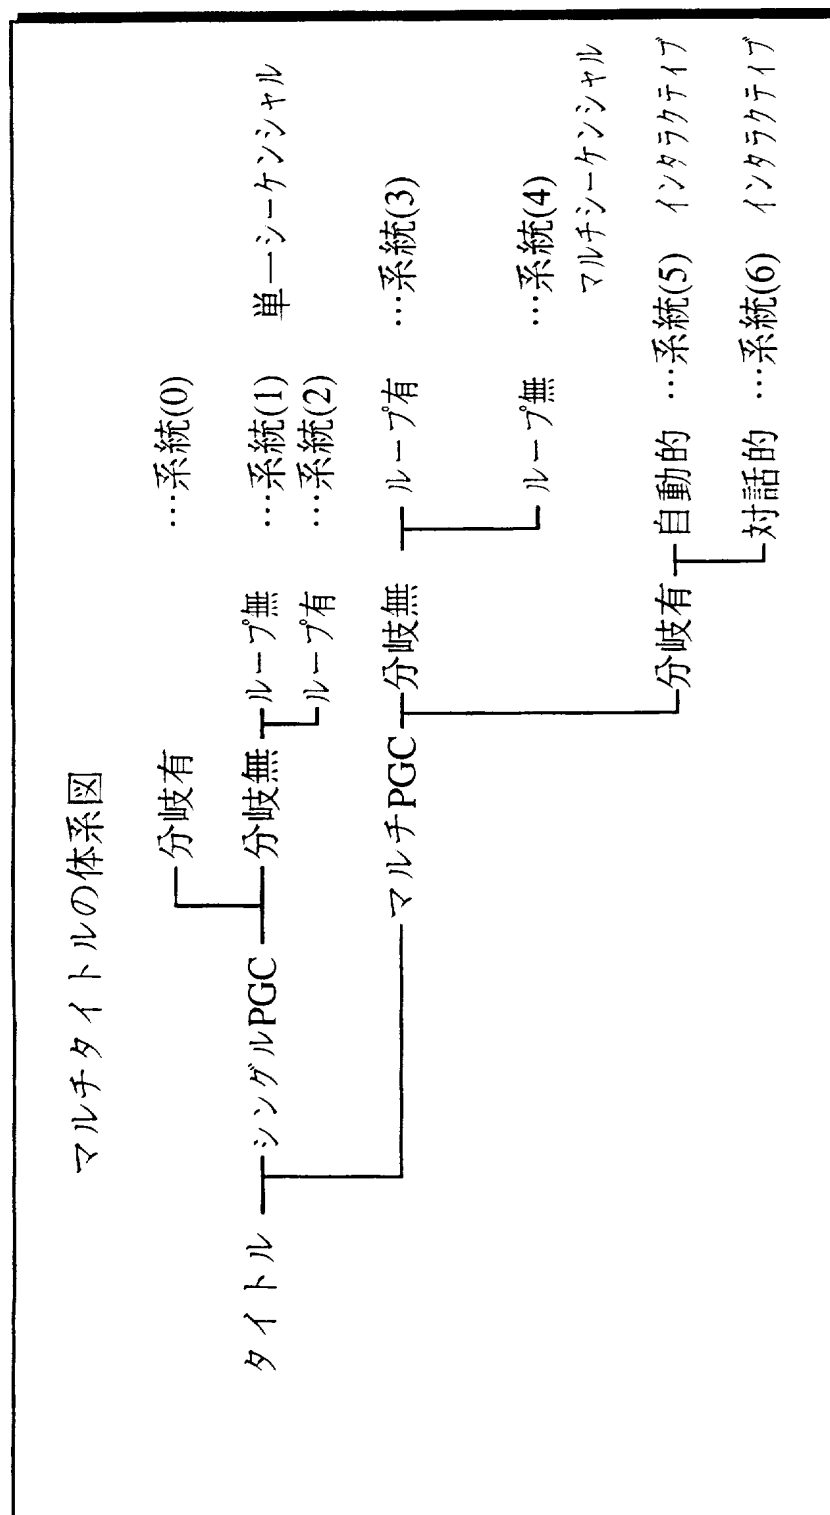 マルチタイトルの体系図
分岐有 …系統(0)
タイトル シングルPGC 分岐無 ループ無 …系統(1) 単一シーケンシャル
ループ有 …系統(2)
マルチPGC 分岐無 ループ有 …系統(3)
ループ無 …系統(4)
マルチシーケンシャル
分岐有 自動的 …系統(5) インタラクティブ
対話的 …系統(6) インタラクティブ